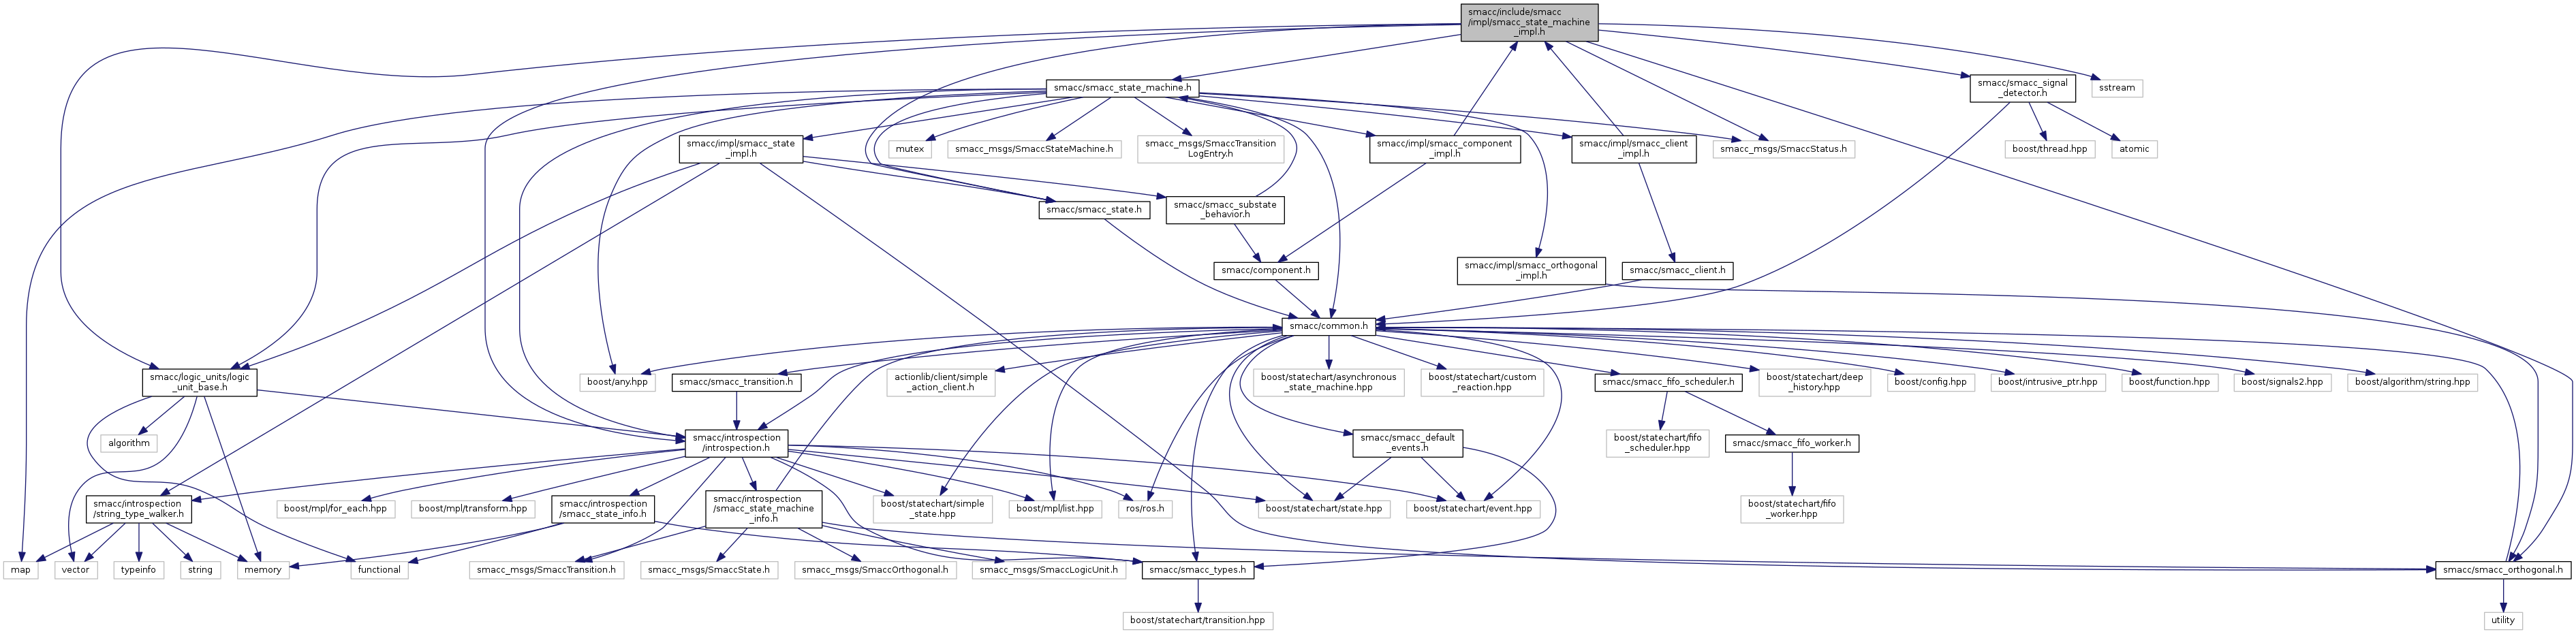 smacc/include/smacc
/impl/smacc_state_machine
_impl.h
smacc/smacc_state_machine.h
smacc/smacc_signal
_detector.h
sstream
smacc/impl/smacc_state
_impl.h
mutex
smacc_msgs/SmaccStateMachine.h
smacc_msgs/SmaccTransition
LogEntry.h
smacc/impl/smacc_component
_impl.h
smacc/impl/smacc_client
_impl.h
smacc_msgs/SmaccStatus.h
boost/thread.hpp
atomic
smacc/smacc_state.h
smacc/smacc_substate
_behavior.h
smacc/component.h
smacc/impl/smacc_orthogonal
_impl.h
smacc/smacc_client.h
smacc/common.h
smacc/logic_units/logic
_unit_base.h
boost/any.hpp
smacc/smacc_transition.h
actionlib/client/simple
_action_client.h
boost/statechart/asynchronous
_state_machine.hpp
boost/statechart/custom
_reaction.hpp
smacc/smacc_fifo_scheduler.h
boost/statechart/deep
_history.hpp
boost/config.hpp
boost/intrusive_ptr.hpp
boost/function.hpp
boost/signals2.hpp
boost/algorithm/string.hpp
algorithm
smacc/introspection
/introspection.h
smacc/smacc_default
_events.h
boost/statechart/fifo
_scheduler.hpp
smacc/smacc_fifo_worker.h
smacc/introspection
/string_type_walker.h
boost/mpl/for_each.hpp
boost/mpl/transform.hpp
smacc/introspection
/smacc_state_info.h
smacc/introspection
/smacc_state_machine
_info.h
boost/statechart/simple
_state.hpp
boost/mpl/list.hpp
ros/ros.h
boost/statechart/state.hpp
boost/statechart/event.hpp
boost/statechart/fifo
_worker.hpp
map
vector
typeinfo
string
memory
functional
smacc_msgs/SmaccTransition.h
smacc_msgs/SmaccState.h
smacc_msgs/SmaccOrthogonal.h
smacc_msgs/SmaccLogicUnit.h
smacc/smacc_types.h
smacc/smacc_orthogonal.h
boost/statechart/transition.hpp
utility